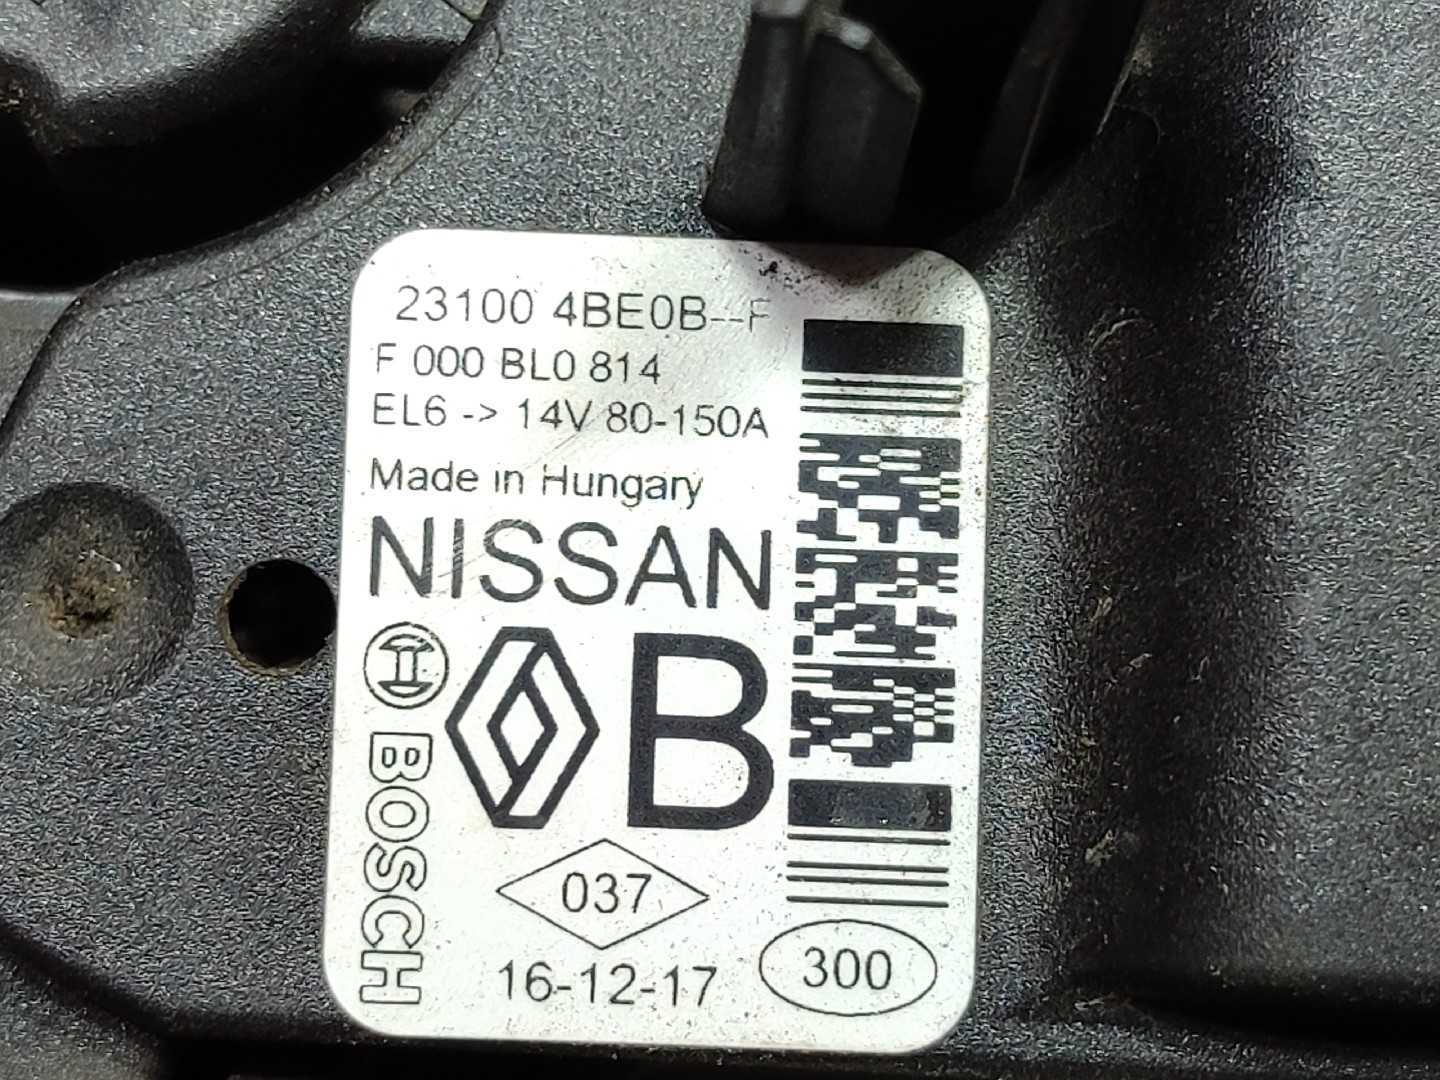 23100 4BE0B--F
F 000 BL0 814
EL6 -> 14V 80-150A
Made in Hungary
NISSAN
B
BOSCH
037
16-12-17
300